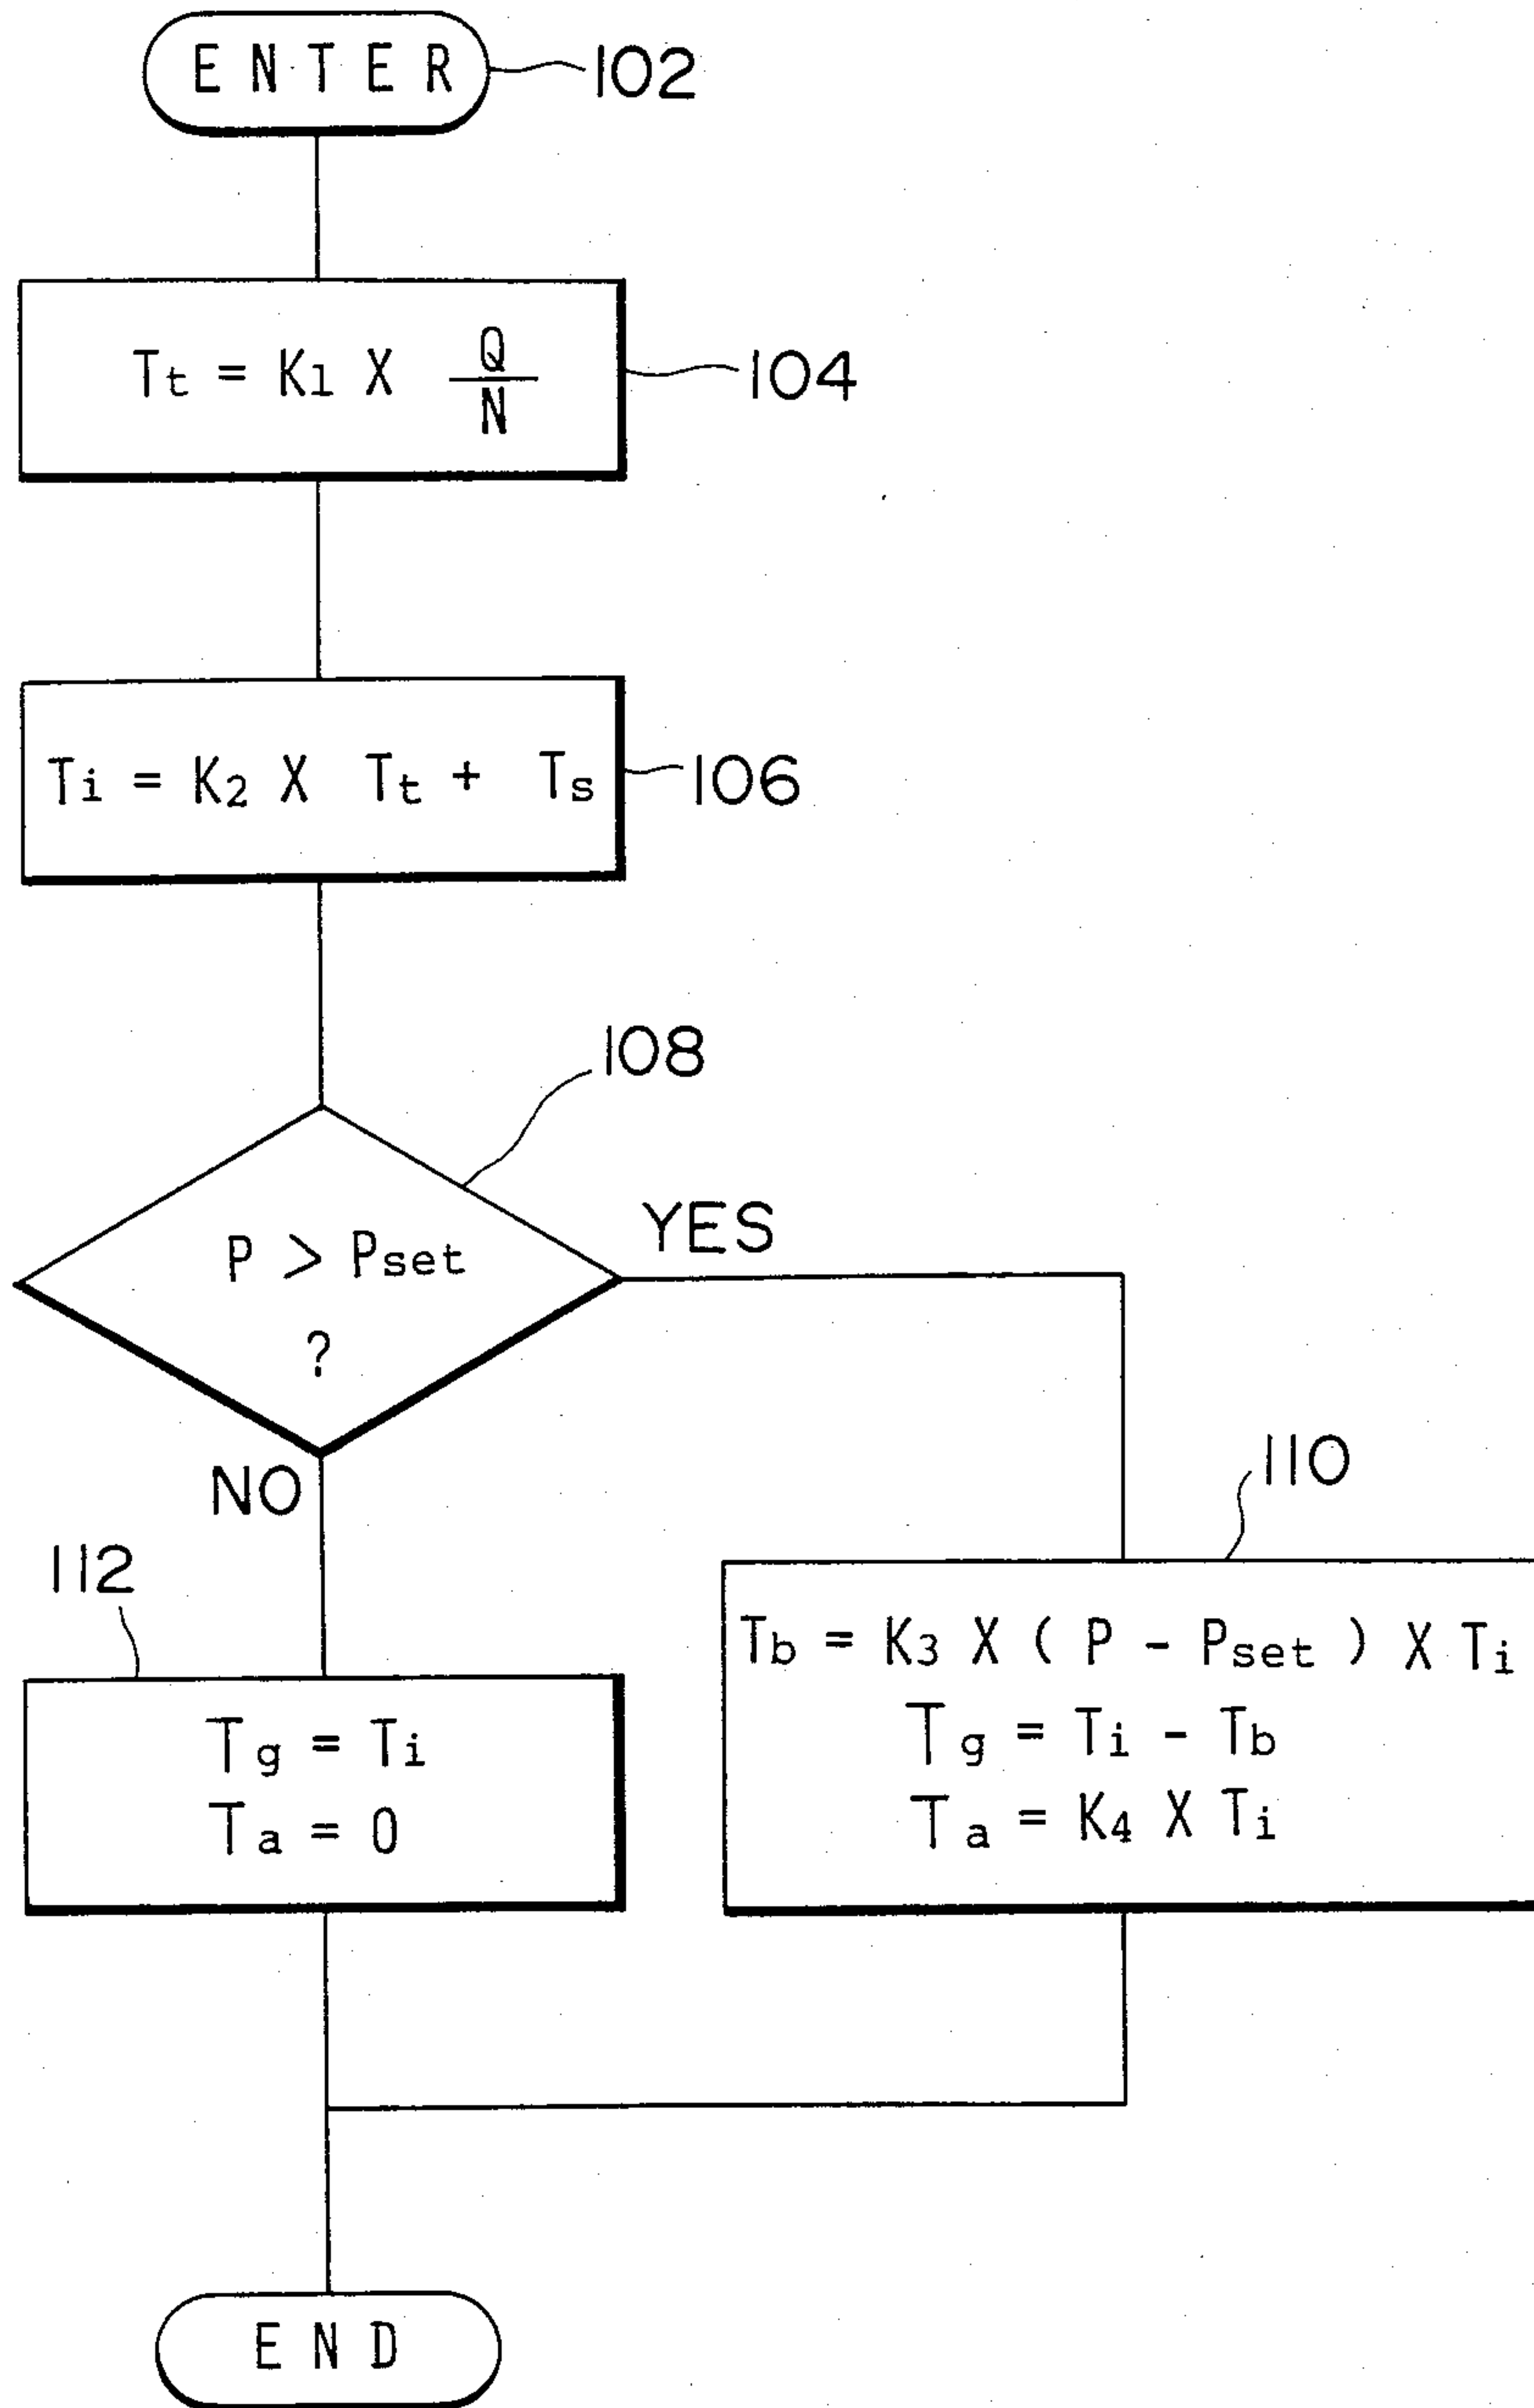 ENTER
102
Tt = K1 X Q/N
104
Ti = K2 X Tt + Ts
106
108
P > Pset
?
YES
NO
110
112
Tb = K3 X ( P - Pset ) X Ti
Tg = Ti - Tb
Ta = K4 X Ti
Tg = Ti
Ta = 0
END